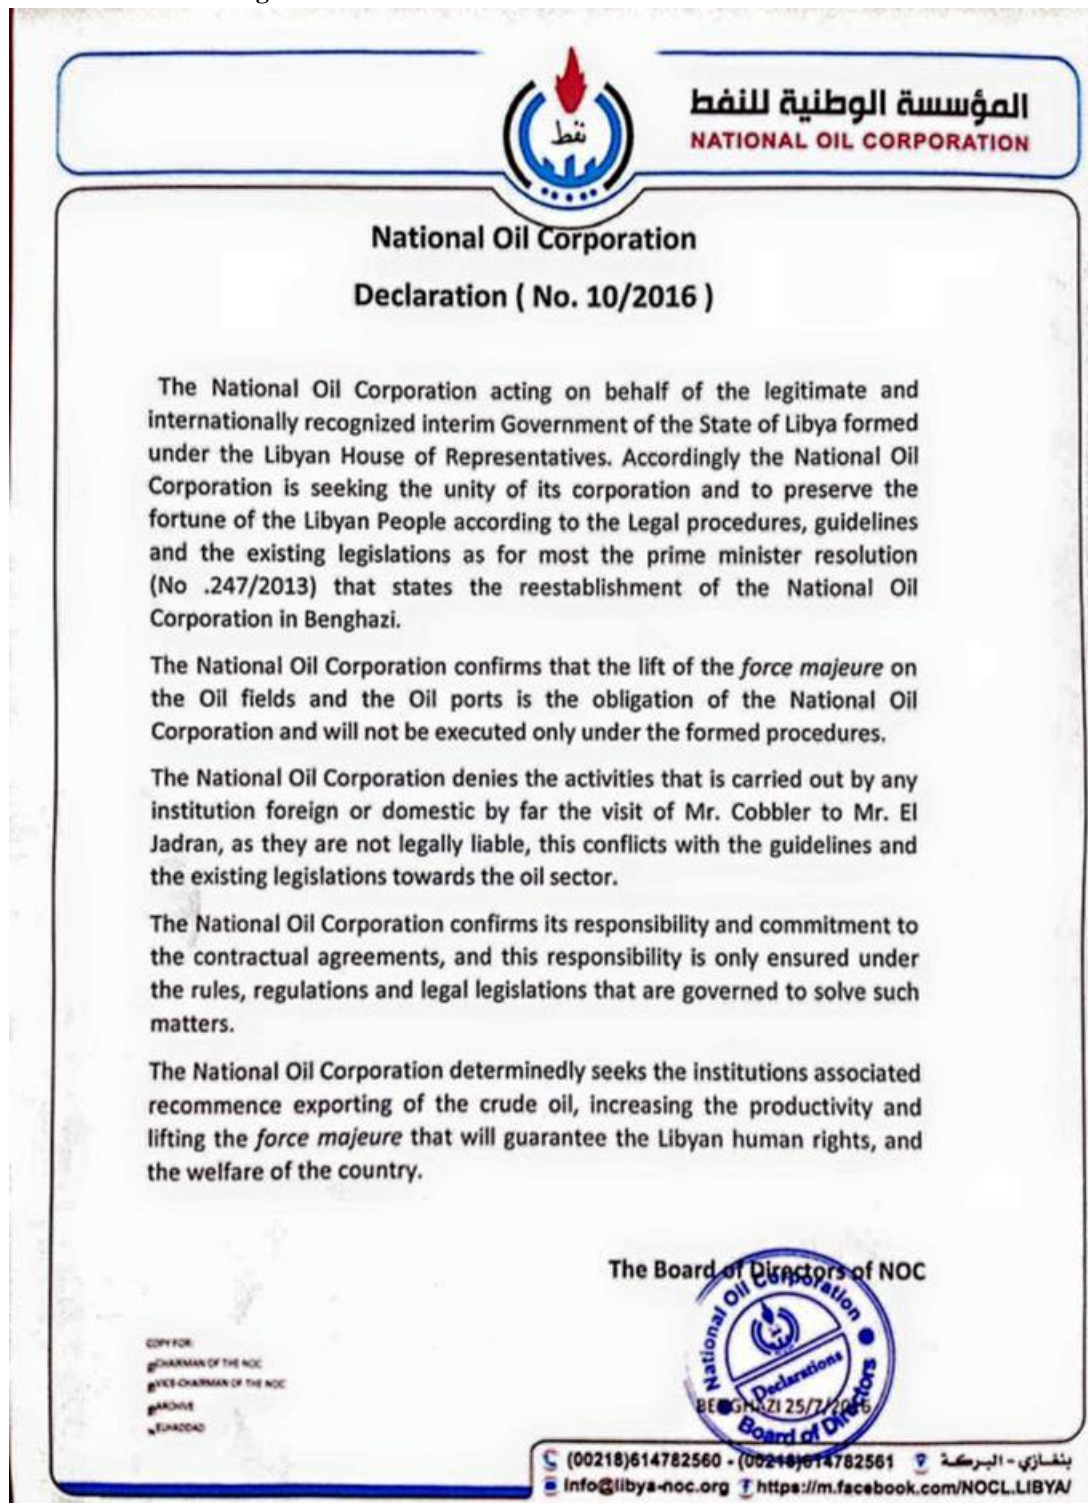 المؤسسة الوطنية للنفط
NATIONAL OIL CORPORATION
نفط
National Oil Corporation
Declaration ( No. 10/2016 )
The National Oil Corporation acting on behalf of the legitimate and
internationally recognized interim Government of the State of Libya formed
under the Libyan House of Representatives. Accordingly the National Oil
Corporation is seeking the unity of its corporation and to preserve the
fortune of the Libyan People according to the Legal procedures, guidelines
and the existing legislations as for most the prime minister resolution
(No .247/2013) that states the reestablishment of the National Oil
Corporation in Benghazi.
The National Oil Corporation confirms that the lift of the force majeure on
the Oil fields and the Oil ports is the obligation of the National Oil
Corporation and will not be executed only under the formed procedures.
The National Oil Corporation denies the activities that is carried out by any
institution foreign or domestic by far the visit of Mr. Cobbler to Mr. El
Jadran, as they are not legally liable, this conflicts with the guidelines and
the existing legislations towards the oil sector.
The National Oil Corporation confirms its responsibility and commitment to
the contractual agreements, and this responsibility is only ensured under
the rules, regulations and legal legislations that are governed to solve such
matters.
The National Oil Corporation determinedly seeks the institutions associated
recommence exporting of the crude oil, increasing the productivity and
lifting the force majeure that will guarantee the Libyan human rights, and
the welfare of the country.
The Board of Directors of NOC
National Oil Corporation
Declarations
Board of Directors
BENGHAZI 25/7/2016
COPY FOR:
CHAIRMAN OF THE NOC
VICE-CHAIRMAN OF THE NOC
ARCHIVE
ELHADDAD
(00218)614782560 - (00218)614782561 بنغازي - البركة
Info@libya-noc.org https://m.facebook.com/NOCL.LIBYA/